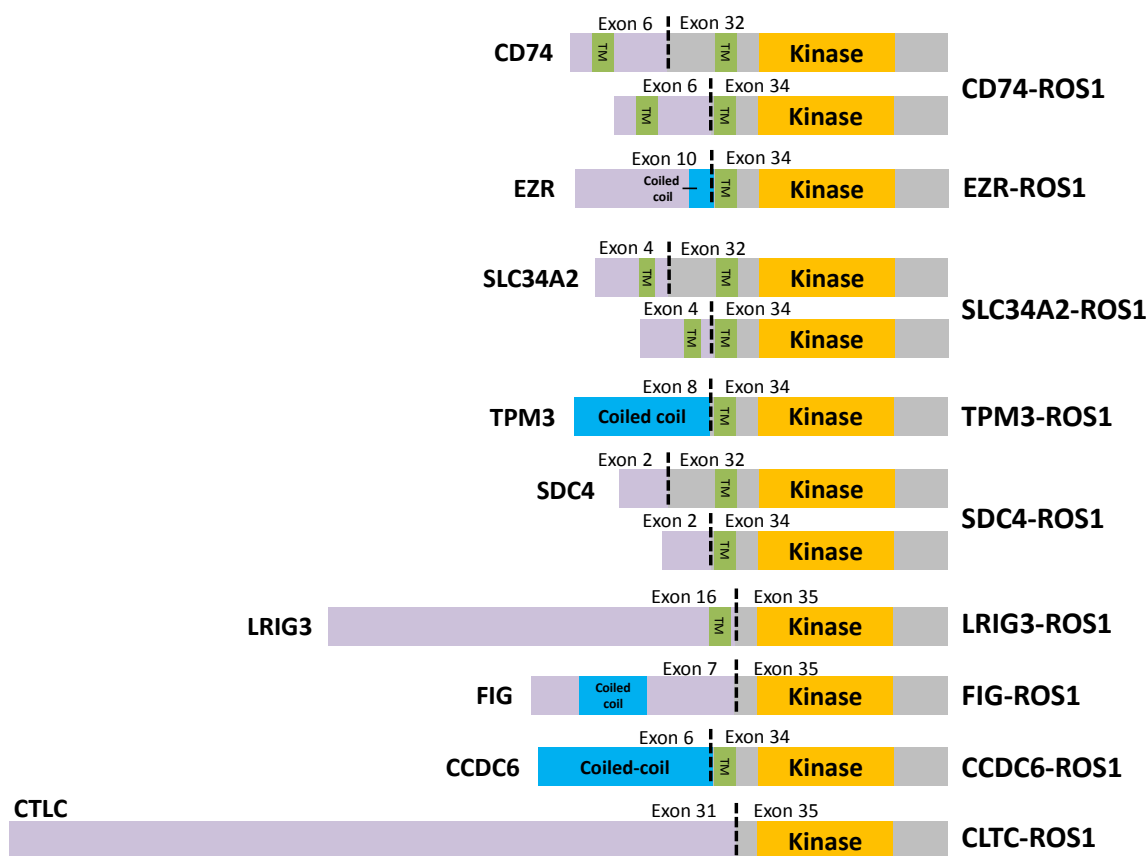 Exon 6 Exon 32
CD74 TM TM Kinase
CD74-ROS1
Exon 6 Exon 34
TM TM Kinase
Exon 10 Exon 34
EZR Coiled coil TM Kinase EZR-ROS1
Exon 4 Exon 32
SLC34A2 TM TM Kinase
SLC34A2-ROS1
Exon 4 Exon 34
TM TM Kinase
Exon 8 Exon 34
TPM3 Coiled coil TM Kinase TPM3-ROS1
Exon 2 Exon 32
SDC4 TM Kinase
SDC4-ROS1
Exon 2 Exon 34
TM Kinase
Exon 16 Exon 35
LRIG3 TM Kinase LRIG3-ROS1
Exon 7 Exon 35
FIG Coiled coil Kinase FIG-ROS1
Exon 6 Exon 34
CCDC6 Coiled-coil TM Kinase CCDC6-ROS1
CTLC Exon 31 Exon 35
Kinase CLTC-ROS1